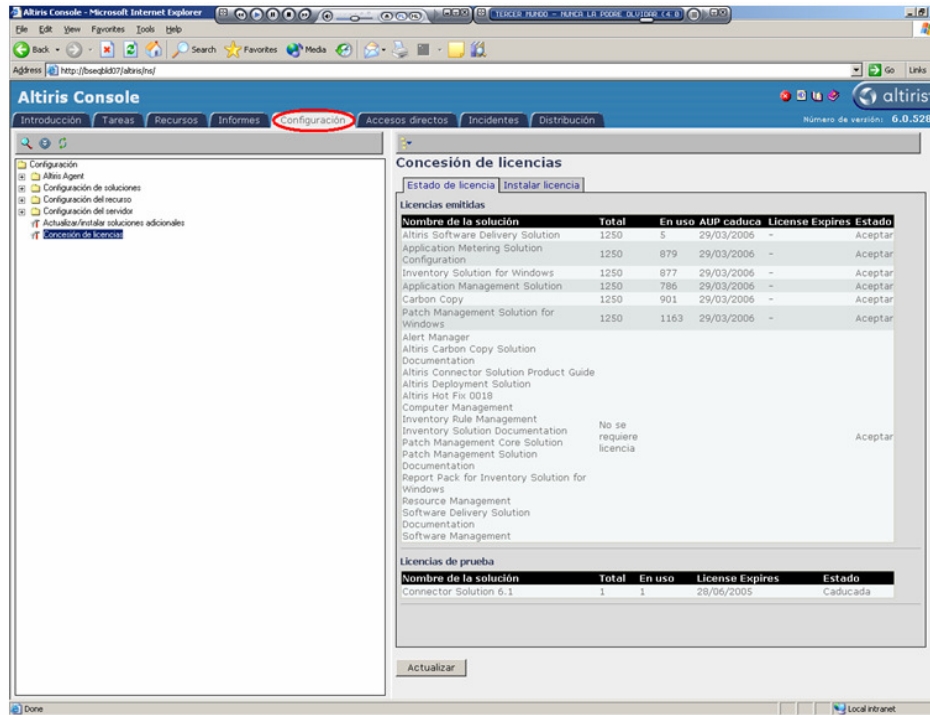 Altiris Console - Microsoft Internet Explorer
TERCER MUNDO - NUNCA LA PODRE OLVIDAR (4:0
File Edit View Favorites Tools Help
Back Search Favorites Media
Address http://bseqbld07/altiris/ns/ Go Links
Altiris Console
altiris
Introducción Tareas Recursos Informes Configuración Accesos directos Incidentes Distribución
Número de versión: 6.0.528
Configuración
Altiris Agent
Configuración de soluciones
Configuración del recurso
Configuración del servidor
Actualizar/instalar soluciones adicionales
Concesión de licencias
Concesión de licencias
Estado de licencia Instalar licencia
Licencias emitidas
Nombre de la solución Total En uso AUP caduca License Expires Estado
Altiris Software Delivery Solution 1250 5 29/03/2006 - Aceptar
Application Metering Solution
Configuration 1250 879 29/03/2006 - Aceptar
Inventory Solution for Windows 1250 877 29/03/2006 - Aceptar
Application Management Solution 1250 786 29/03/2006 - Aceptar
Carbon Copy 1250 901 29/03/2006 - Aceptar
Patch Management Solution for
Windows 1250 1163 29/03/2006 - Aceptar
Alert Manager
Altiris Carbon Copy Solution
Documentation
Altiris Connector Solution Product Guide
Altiris Deployment Solution
Altiris Hot Fix 0018
Computer Management
Inventory Rule Management
Inventory Solution Documentation
Patch Management Core Solution
Patch Management Solution
Documentation
Report Pack for Inventory Solution for
Windows
Resource Management
Software Delivery Solution
Documentation
Software Management
No se
requiere
licencia
Aceptar
Licencias de prueba
Nombre de la solución Total En uso License Expires Estado
Connector Solution 6.1 1 1 28/06/2005 Caducada
Actualizar
Done
Local intranet